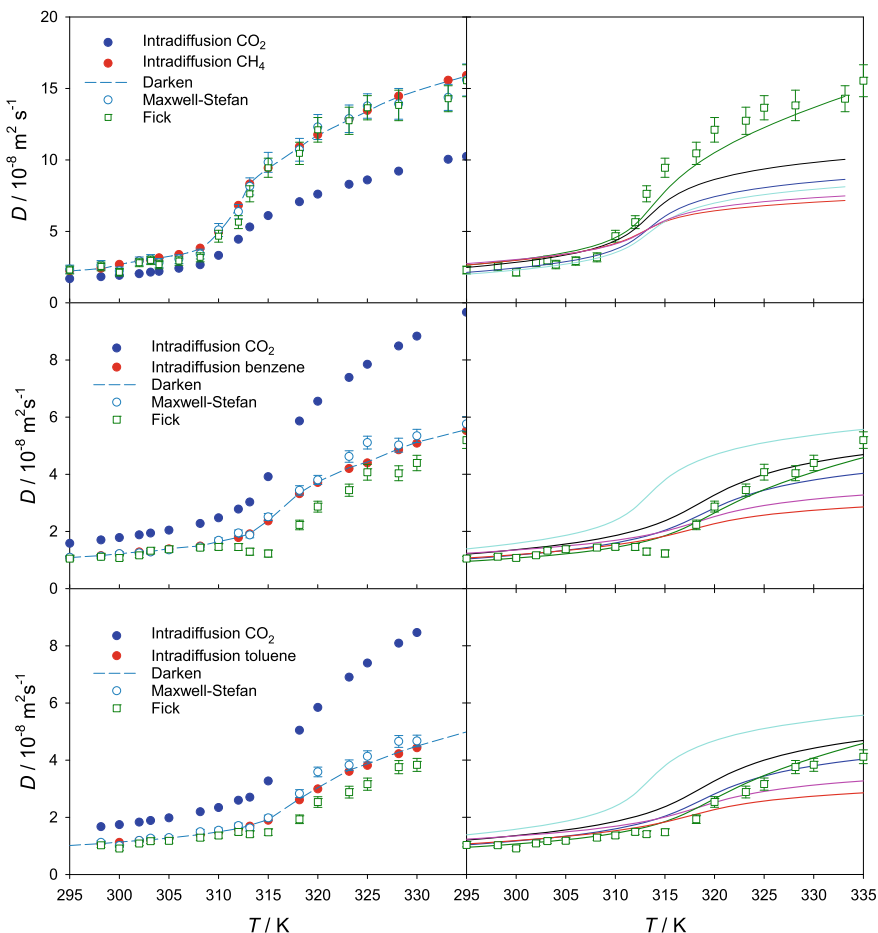 20
15
10
5
0
D / 10⁻⁸ m² s⁻¹
Intradiffusion CO₂
Intradiffusion CH₄
Darken
Maxwell-Stefan
Fick
8
6
4
2
0
D / 10⁻⁸ m²s⁻¹
Intradiffusion CO₂
Intradiffusion benzene
Darken
Maxwell-Stefan
Fick
8
6
4
2
0
D / 10⁻⁸ m²s⁻¹
Intradiffusion CO₂
Intradiffusion toluene
Darken
Maxwell-Stefan
Fick
295 300 305 310 315 320 325 330 295 300 305 310 315 320 325 330 335
T / K T / K